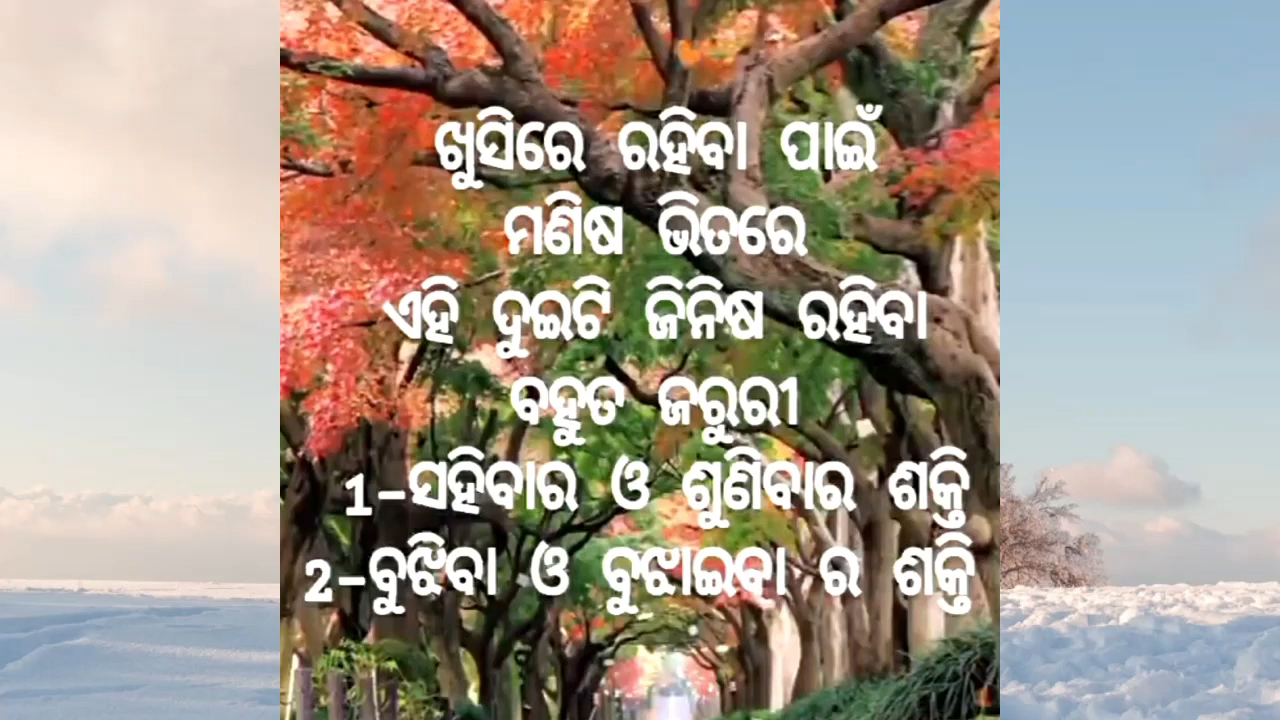 ଖୁସିରେ ରହିବା ପାଇଁ
ମଣିଷ ଭିତରେ
ଏହି ଦୁଇଟି ଜିନିଷ ରହିବା
ବହୁତ ଜରୁରୀ
1-ସହିବାର ଓ ଶୁଣିବାର ଶକ୍ତି
2-ବୁଝିବା ଓ ବୁଝାଇବା ର ଶକ୍ତି